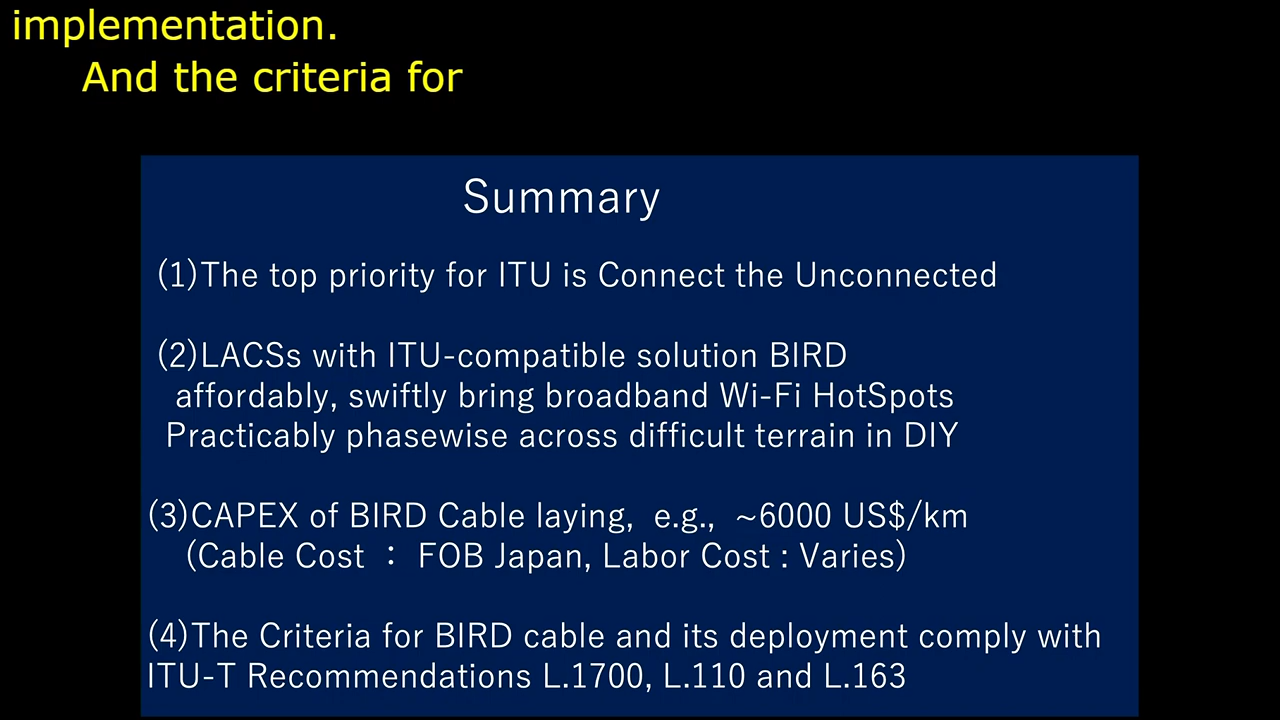 implementation.
And the criteria for
Summary
(1)The top priority for ITU is Connect the Unconnected
(2)LACSs with ITU-compatible solution BIRD
affordably, swiftly bring broadband Wi-Fi HotSpots
Practicably phasewise across difficult terrain in DIY
(3)CAPEX of BIRD Cable laying, e.g., ~6000 US$/km
(Cable Cost : FOB Japan, Labor Cost : Varies)
(4)The Criteria for BIRD cable and its deployment comply with
ITU-T Recommendations L.1700, L.110 and L.163